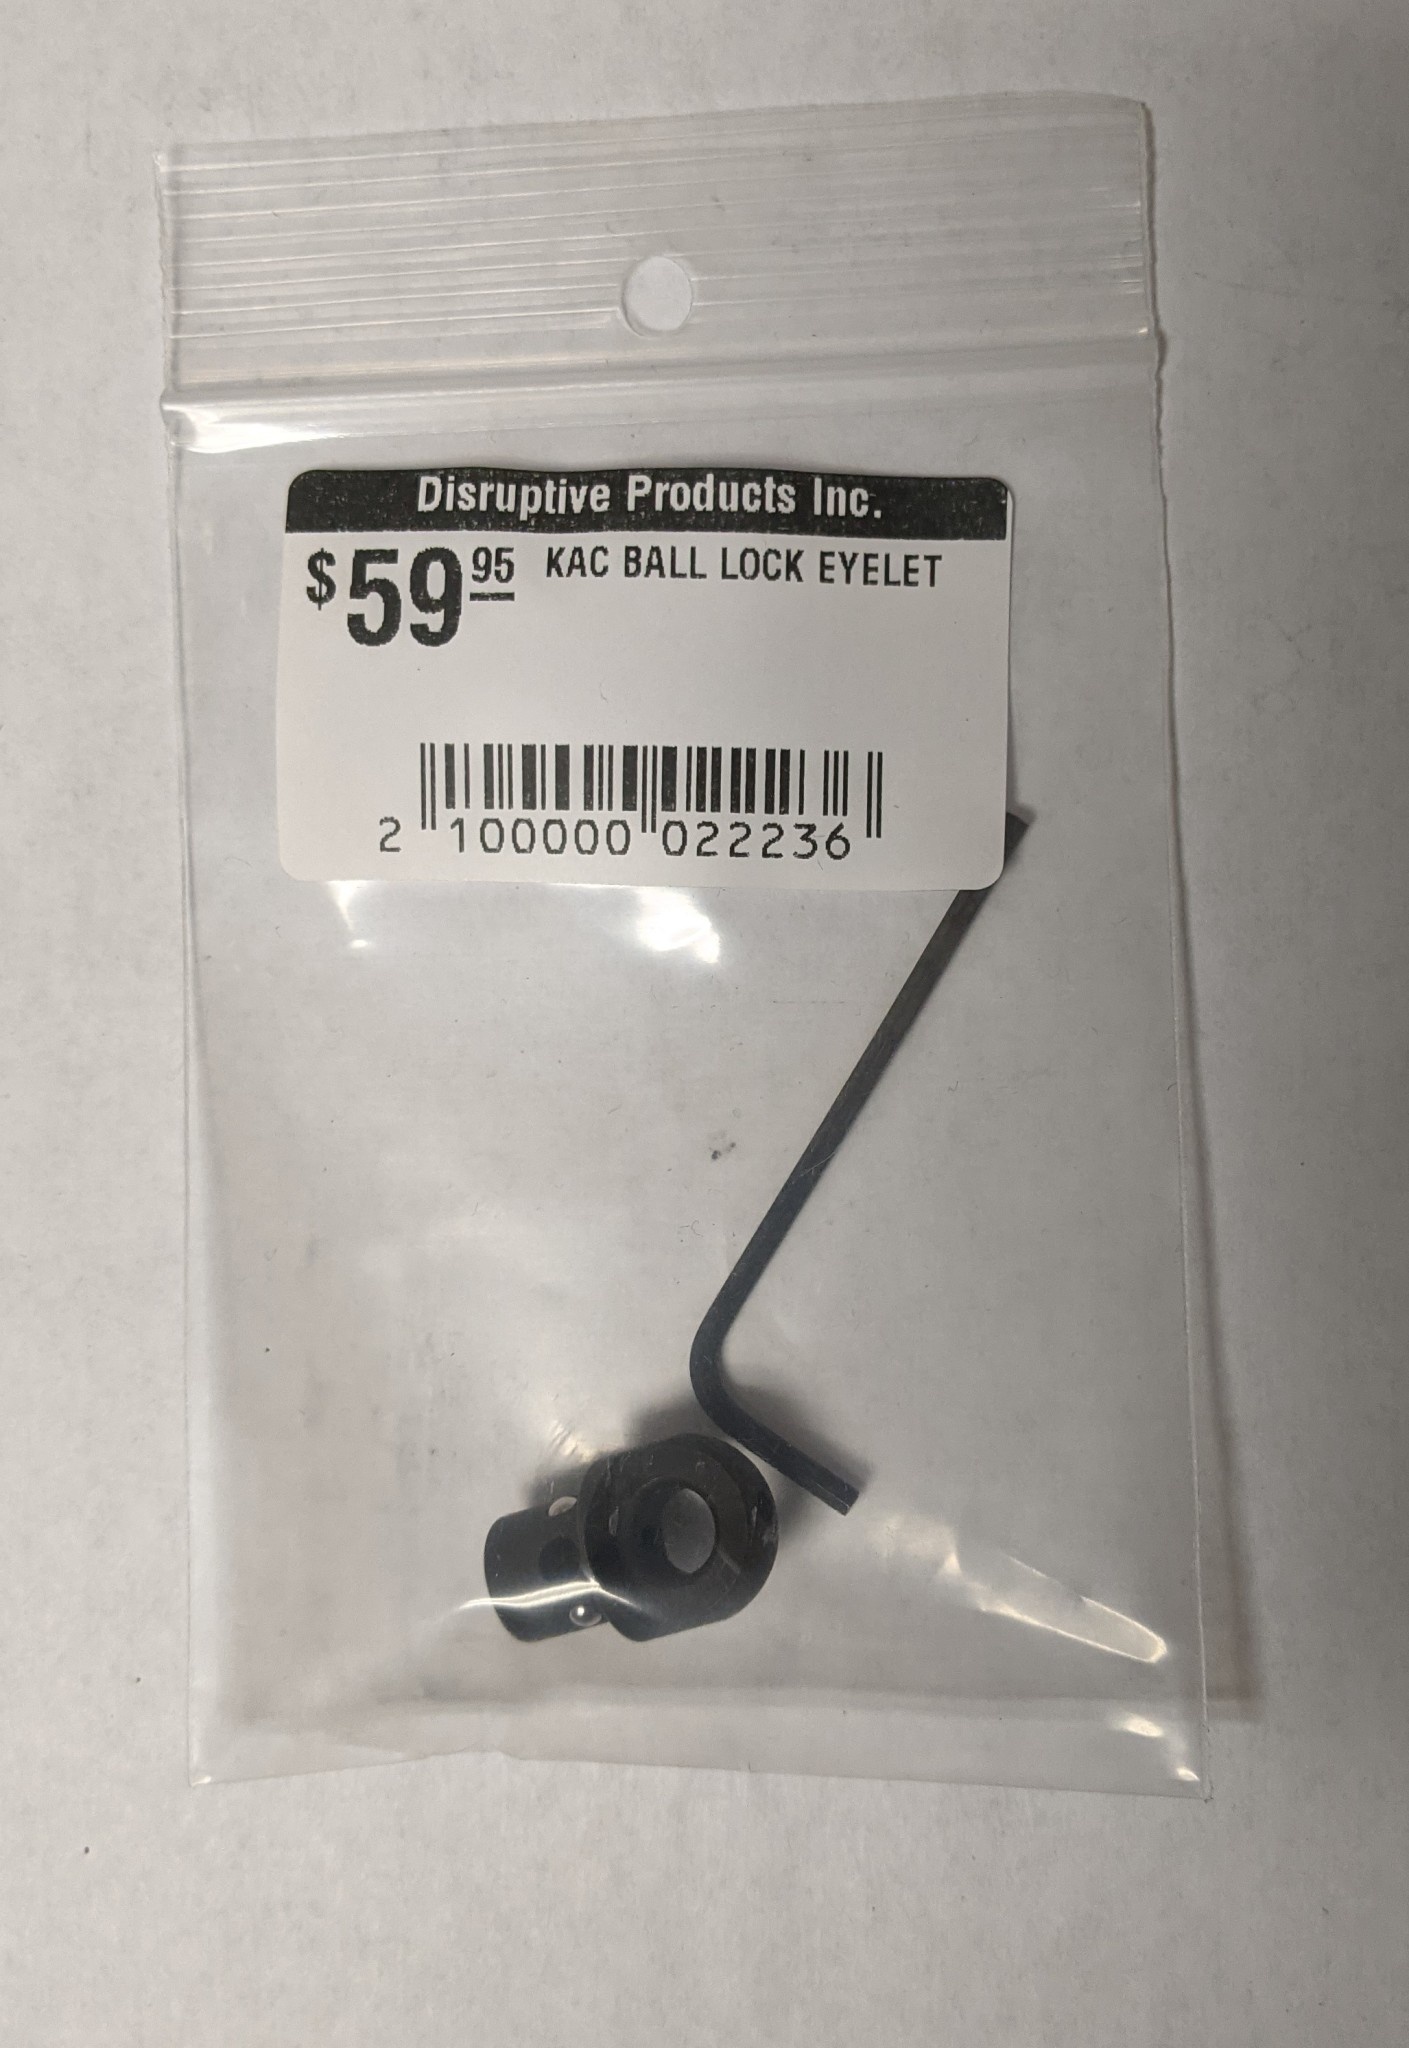 Disruptive Products Inc.
$59.95 KAC BALL LOCK EYELET
2 100000 022236